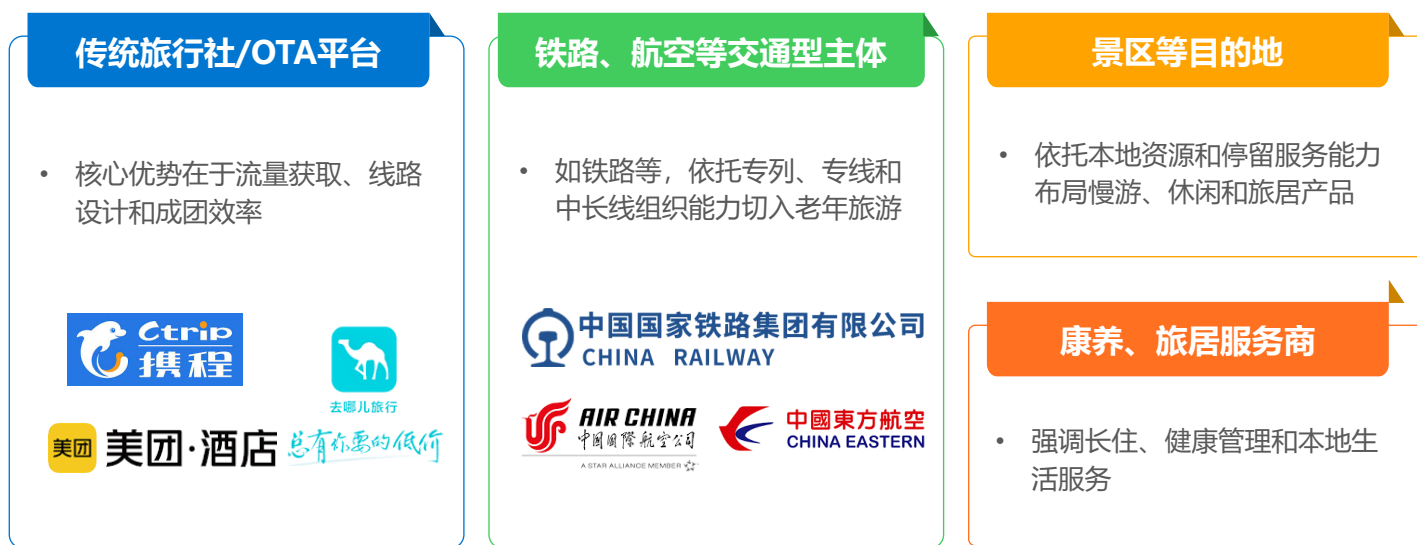 传统旅行社/OTA平台
• 核心优势在于流量获取、线路
设计和成团效率
Ctrip
携程
去哪儿旅行
总有你要的低价
美团
美团·酒店
铁路、航空等交通型主体
• 如铁路等，依托专列、专线和
中长线组织能力切入老年旅游
中国国家铁路集团有限公司
CHINA RAILWAY
AIR CHINA
中国国际航空公司
A STAR ALLIANCE MEMBER
中國東方航空
CHINA EASTERN
景区等目的地
• 依托本地资源和停留服务能力
布局慢游、休闲和旅居产品
康养、旅居服务商
• 强调长住、健康管理和本地生
活服务